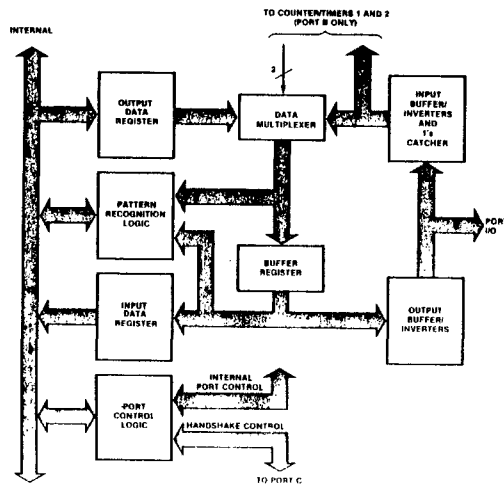 TO COUNTER/TIMERS 1 AND 2
(PORT B ONLY)
INTERNAL
3
OUTPUT
DATA
REGISTER
DATA
MULTIPLEXER
INPUT
BUFFER/
INVERTERS
AND
1's
CATCHER
PATTERN
RECOGNITION
LOGIC
PORT
I/O
BUFFER
REGISTER
INPUT
DATA
REGISTER
OUTPUT
BUFFER/
INVERTERS
INTERNAL
PORT CONTROL
PORT
CONTROL
LOGIC
HANDSHAKE CONTROL
TO PORT C